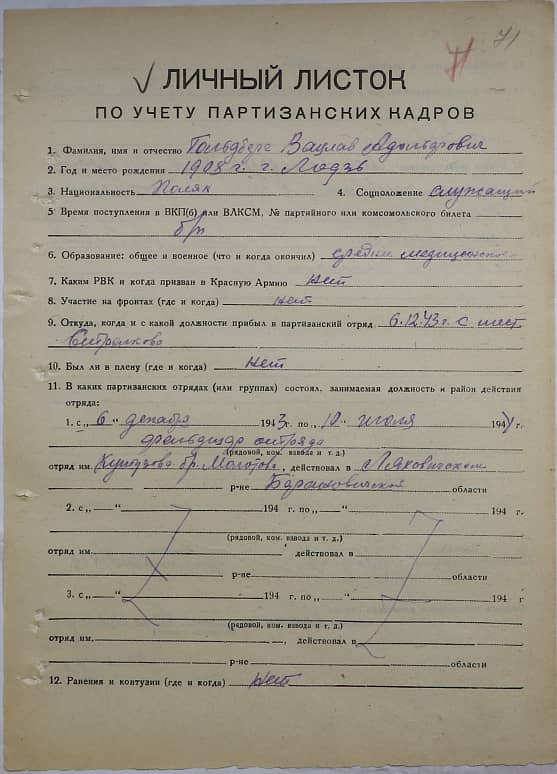 71
√ ЛИЧНЫЙ ЛИСТОК
ПО УЧЕТУ ПАРТИЗАНСКИХ КАДРОВ
1. Фамилия, имя и отчество Гольдберг Вацлав Адольфович
2. Год и место рождения 1908 г. г. Лодзь
3. Национальность Поляк 4. Соцположение служащий
5. Время поступления в ВКП(б) или ВЛКСМ, № партийного или комсомольского билета
б/п
6. Образование: общее и военное (что и когда окончил) среднее медицинское
7. Каким РВК и когда призван в Красную Армию Нет
8. Участие на фронтах (где и когда) нет
9. Откуда, когда и с какой должности прибыл в партизанский отряд 6.12.43 г. с мест.
10. Был ли в плену (где и когда) Нет
11. В каких партизанских отрядах (или группах) состоял, занимаемая должность и район действия
отряда:
1. с „6" декабря 1943 г. по „10" июля 1944 г.
фельдшер отряда
(рядовой, ком. взвода и т. д.)
отряд им. бр. Молотова, действовал в Ляховичском
р-не Барановичской области
2. с „ " 194 г. по „ " 194 г.
(рядовой, ком. взвода и т. д.)
отряд им. действовал в
р-не области
3. с „ " 194 г. по „ " 194 г
(рядовой, ком. взвода и т. д.)
отряд им. , действовал в
р-не области
12. Ранения и контузии (где и когда) Нет